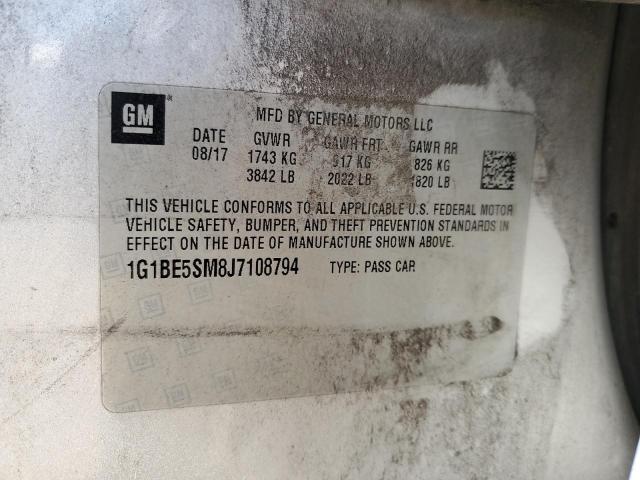 GM
MFD BY GENERAL MOTORS LLC
DATE GVWR GAWR FRT GAWR RR
08/17 1743 KG 917 KG 826 KG
3842 LB 2022 LB 1820 LB
THIS VEHICLE CONFORMS TO ALL APPLICABLE U.S. FEDERAL MOTOR
VEHICLE SAFETY, BUMPER, AND THEFT PREVENTION STANDARDS IN
EFFECT ON THE DATE OF MANUFACTURE SHOWN ABOVE.
1G1BE5SM8J7108794 TYPE: PASS CAR